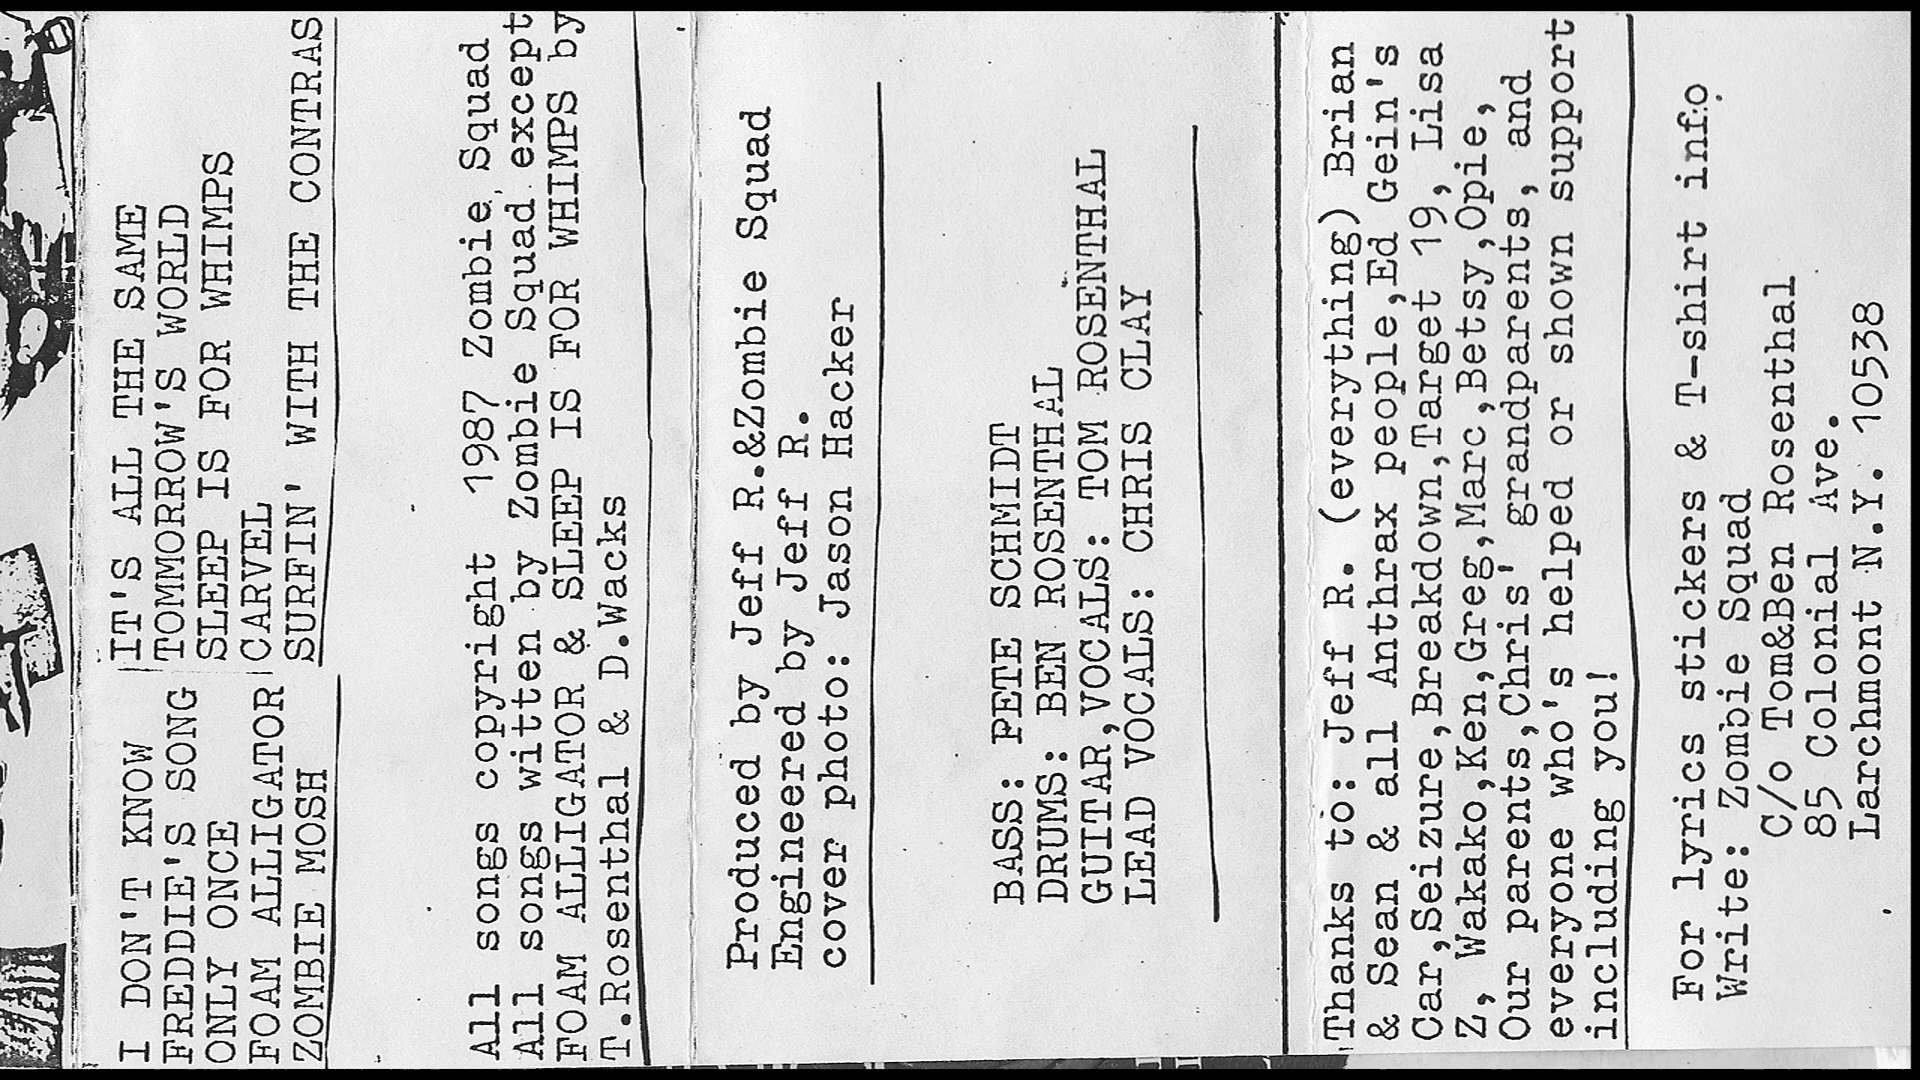 I DON'T KNOW
FREDDIE'S SONG
ONLY ONCE
FOAM ALLIGATOR
ZOMBIE MOSH
IT'S ALL THE SAME
TOMMORROW'S WORLD
SLEEP IS FOR WHIMPS
CARVEL
SURFIN' WITH THE CONTRAS
All songs copyright 1987 Zombie Squad
All songs witten by Zombie Squad except
FOAM ALLIGATOR & SLEEP IS FOR WHIMPS by
T.Rosenthal & D.Wacks
Produced by Jeff R.&Zombie Squad
Engineered by Jeff R.
cover photo: Jason Hacker
BASS: PETE SCHMIDT
DRUMS: BEN ROSENTHAL
GUITAR,VOCALS: TOM ROSENTHAL
LEAD VOCALS: CHRIS CLAY
Thanks to: Jeff R. (everything) Brian
& Sean & all Anthrax people,Ed Gein's
Car,Seizure,Breakdown,Target 19, Lisa
Z, Wakako,Ken,Greg,Marc,Betsy,Opie,
Our parents,Chris' grandparents, and
everyone who's helped or shown support
including you!
For lyrics stickers & T-shirt info
Write: Zombie Squad
C/o Tom&Ben Rosenthal
85 Colonial Ave.
Larchmont N.Y. 10538